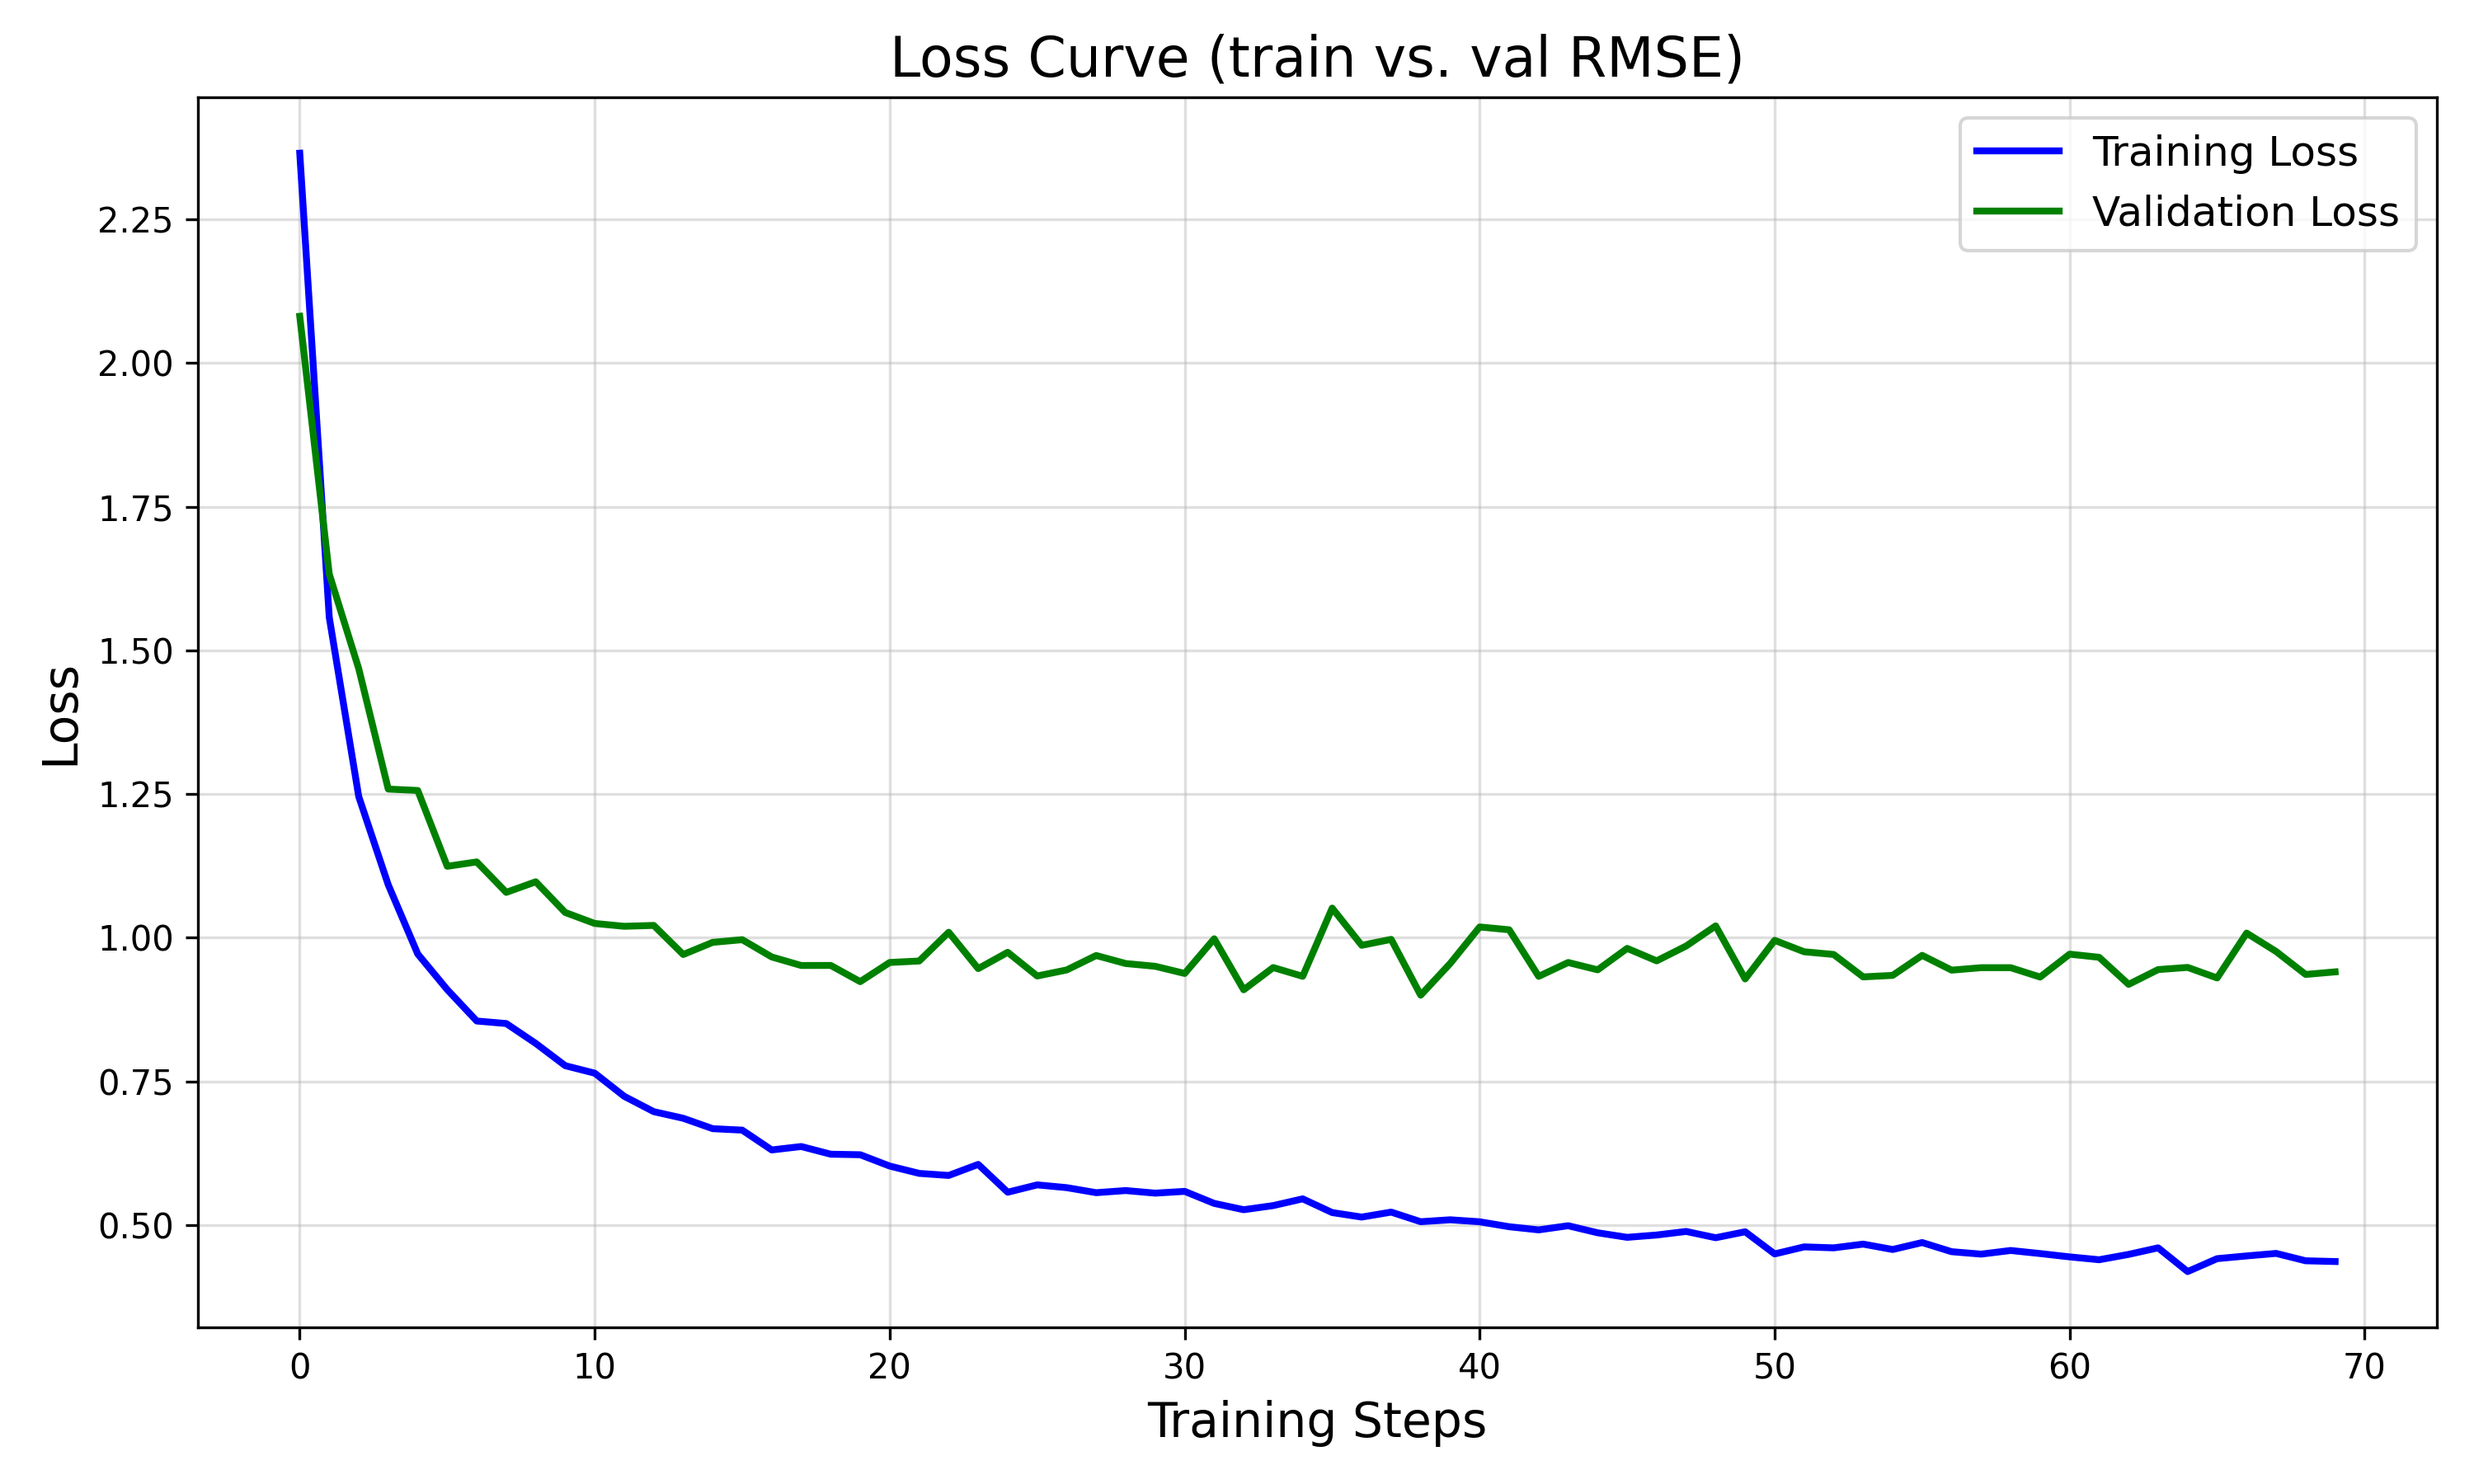 Loss Curve (train vs. val RMSE)
Training Loss
Validation Loss
2.25
2.00
1.75
1.50
1.25
1.00
0.75
0.50
Loss
0 10 20 30 40 50 60 70
Training Steps